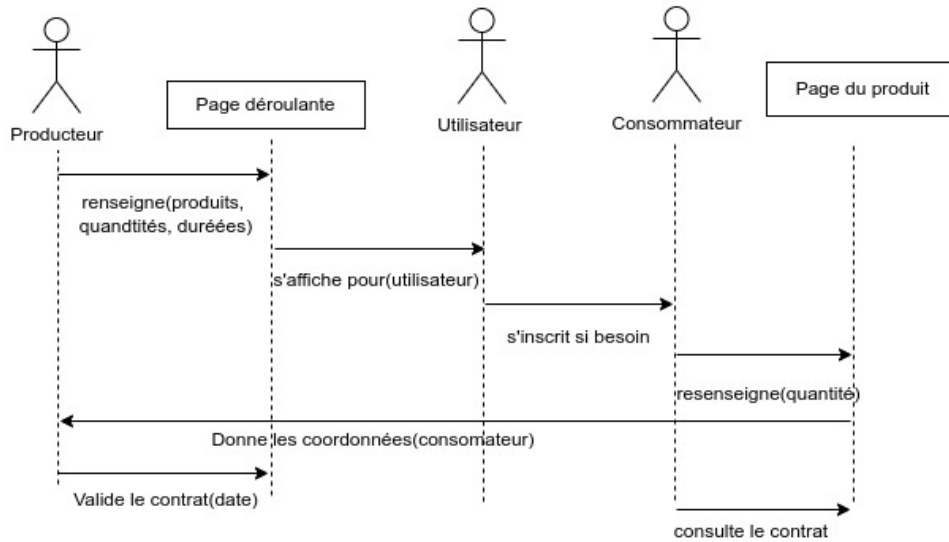 Producteur
Page déroulante
Utilisateur
Consommateur
Page du produit
renseigne(produits,
quandtités, duréées)
s'affiche pour(utilisateur)
s'inscrit si besoin
resenseigne(quantité)
Donne les coordonnées(consomateur)
Valide le contrat(date)
consulte le contrat